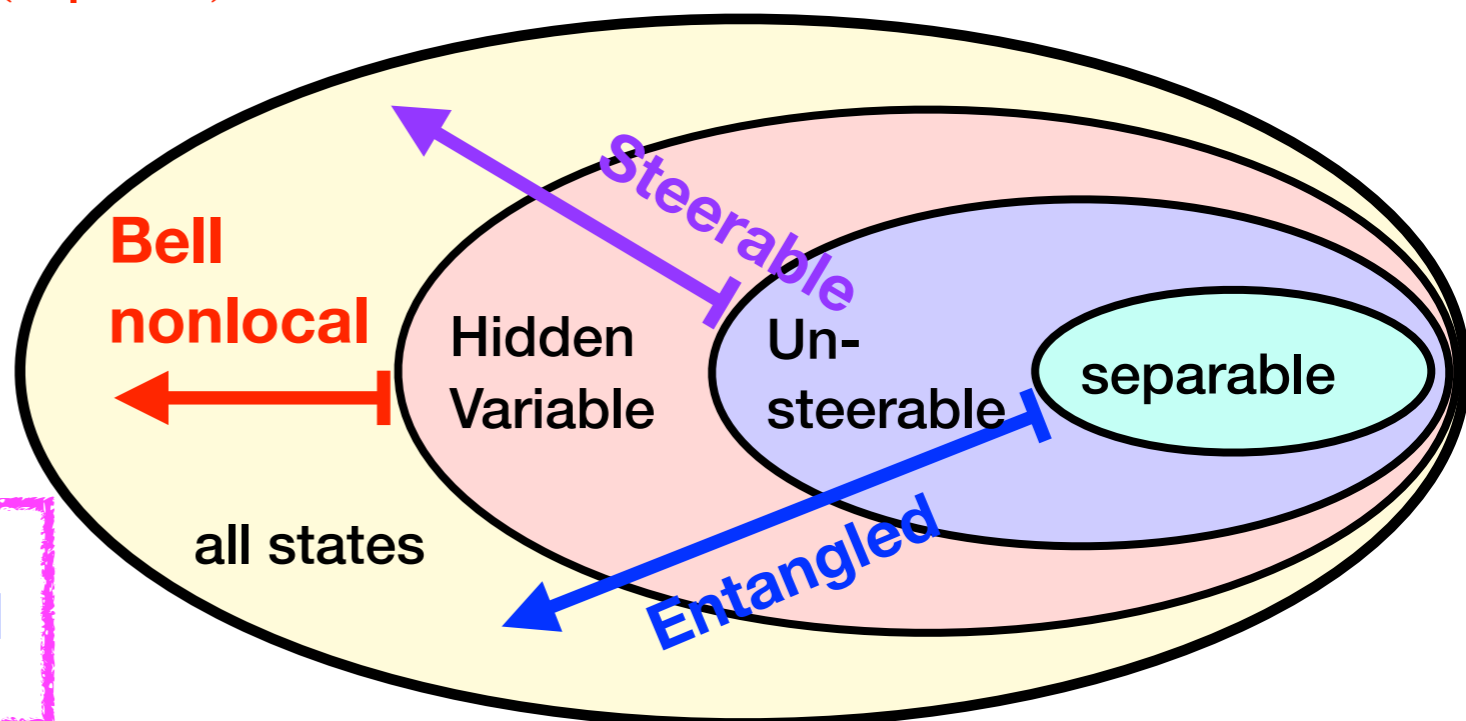 Steerable
Bell
nonlocal
Hidden
Variable
Un-
steerable
separable
all states
Entangled